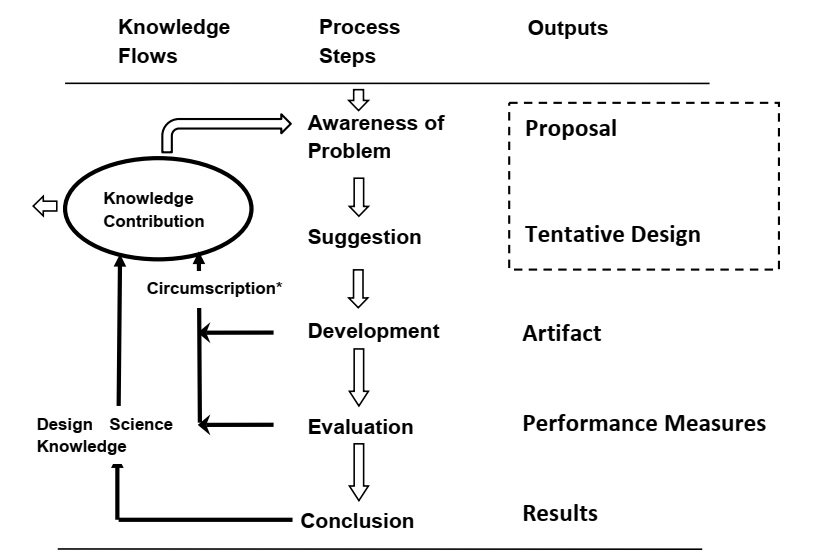 Knowledge Flows
Process Steps
Outputs
Awareness of Problem
Proposal
Knowledge Contribution
Suggestion
Tentative Design
Circumscription*
Development
Artifact
Design Science Knowledge
Evaluation
Performance Measures
Conclusion
Results